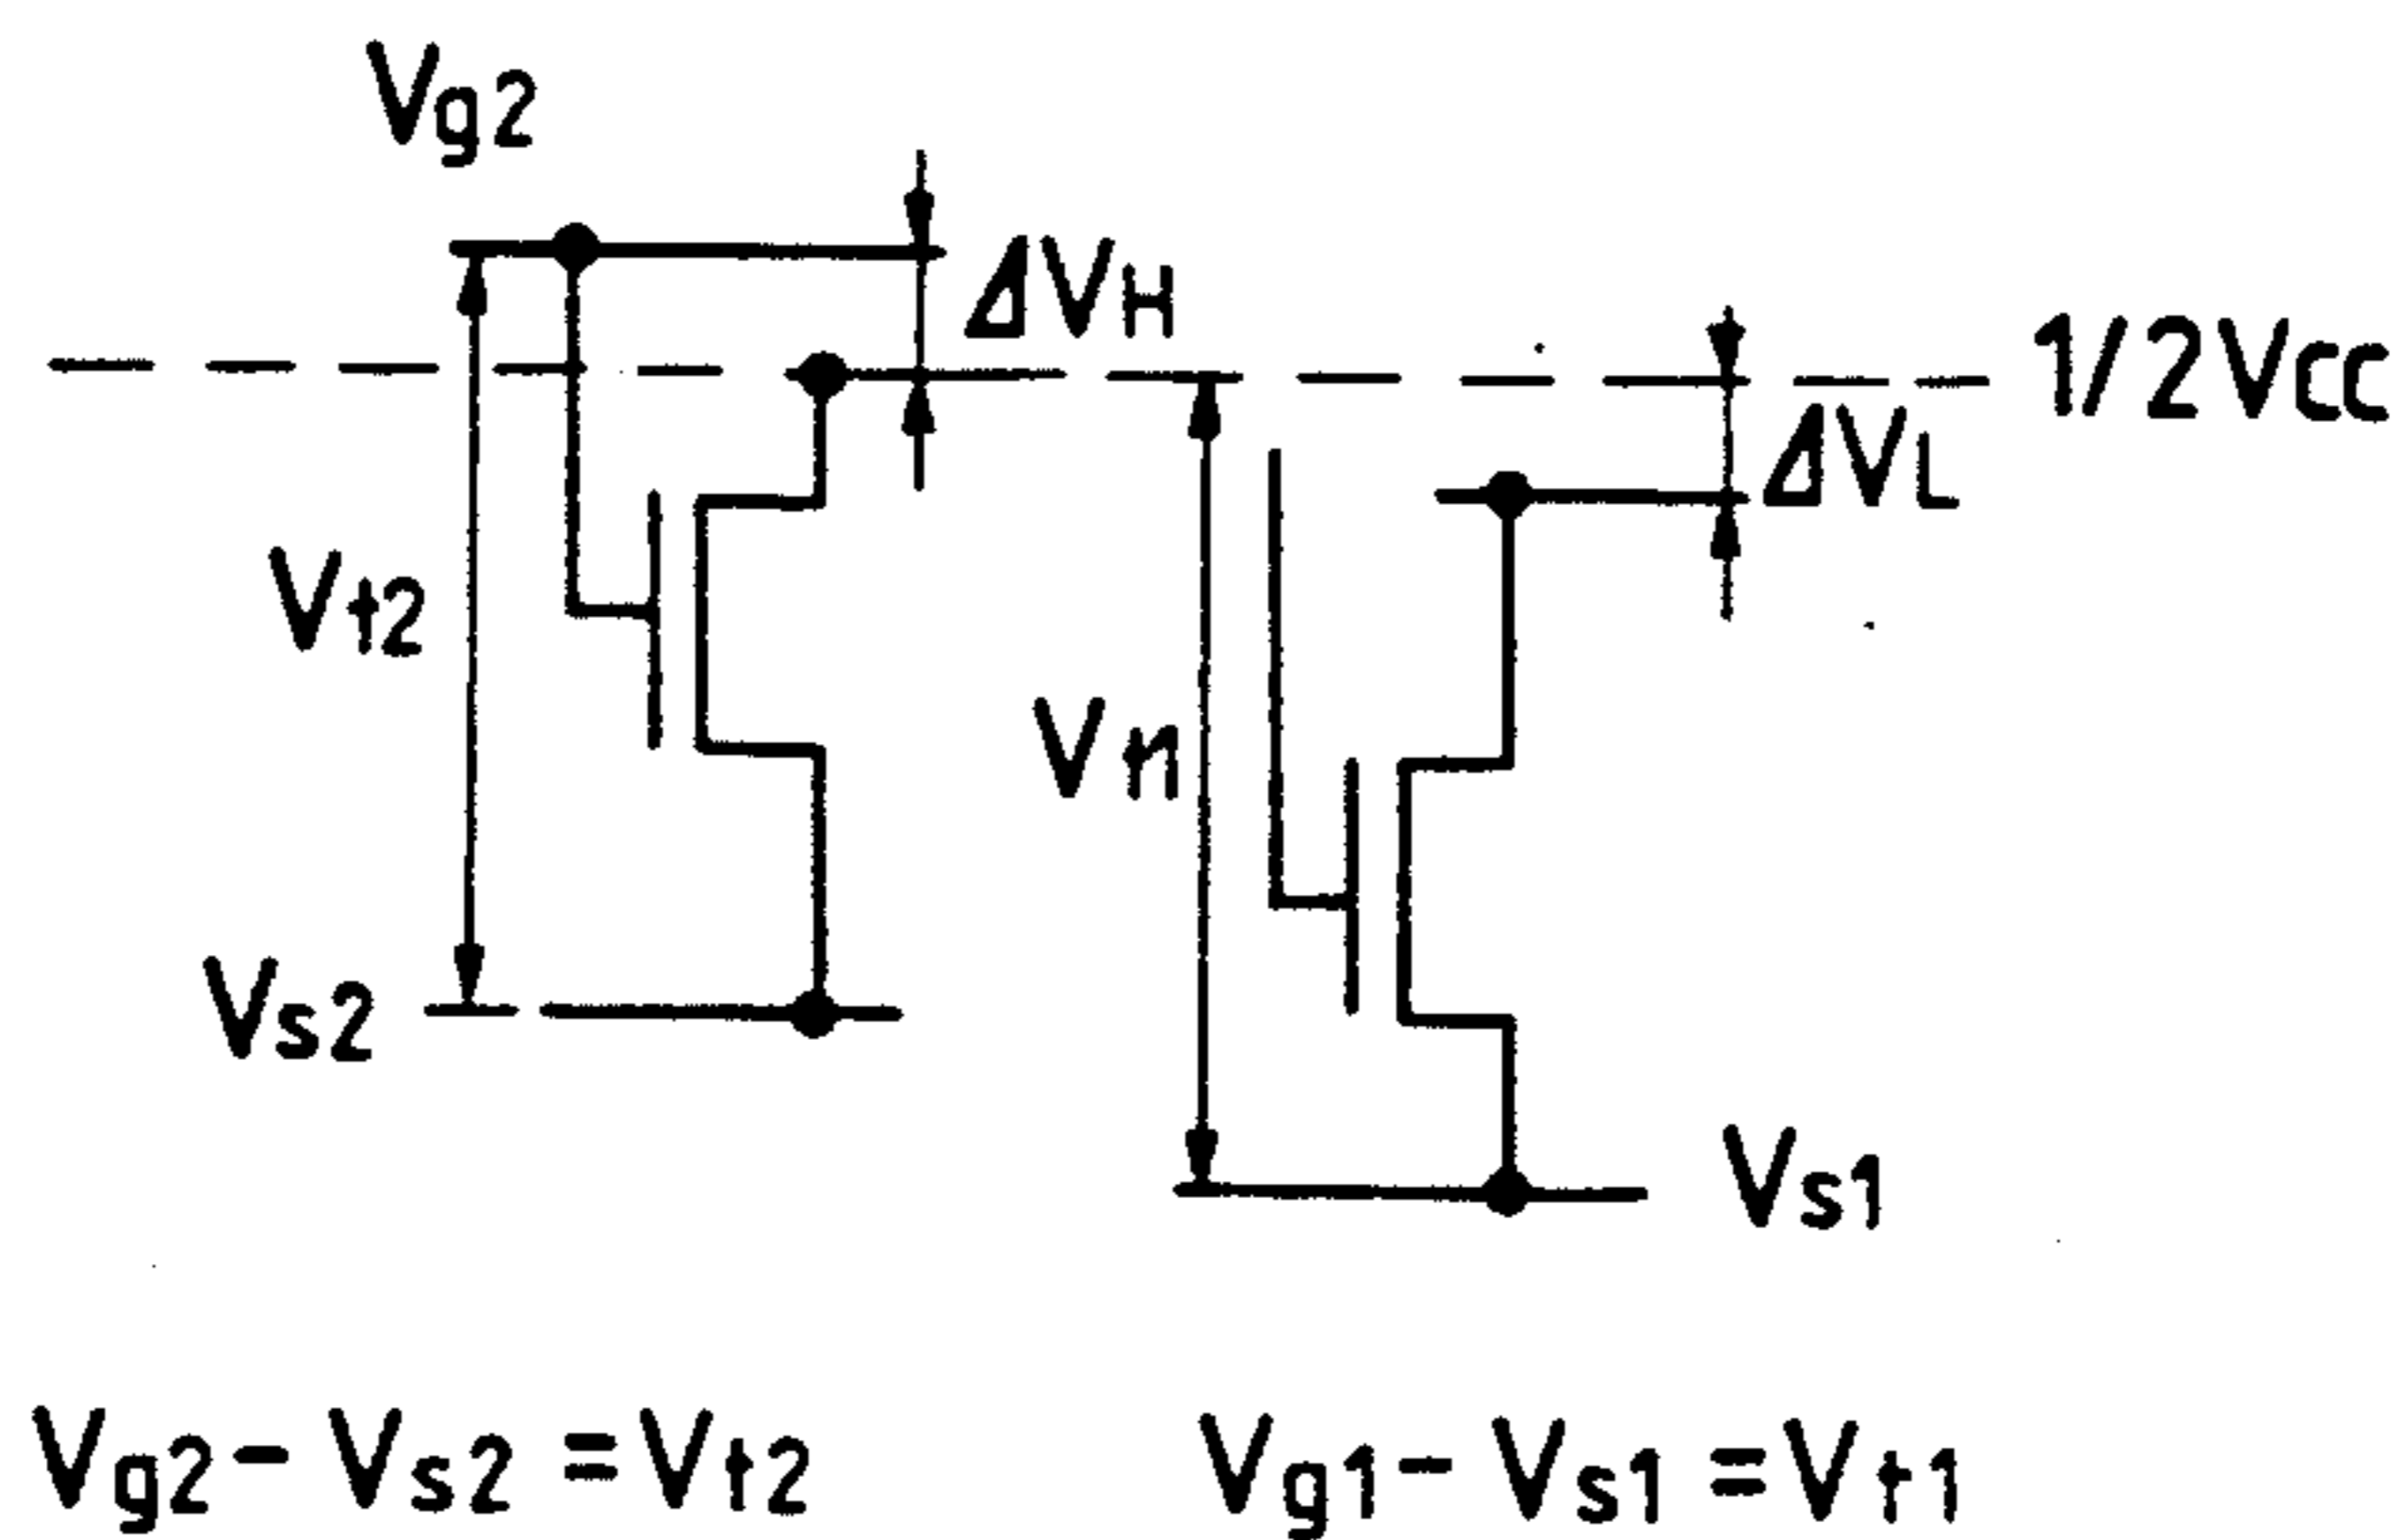 Vg2
ΔVH
1/2VCC
ΔVL
Vt2
Vt1
Vs2
Vs1
Vg2-Vs2=Vt2
Vg1-Vs1=Vt1